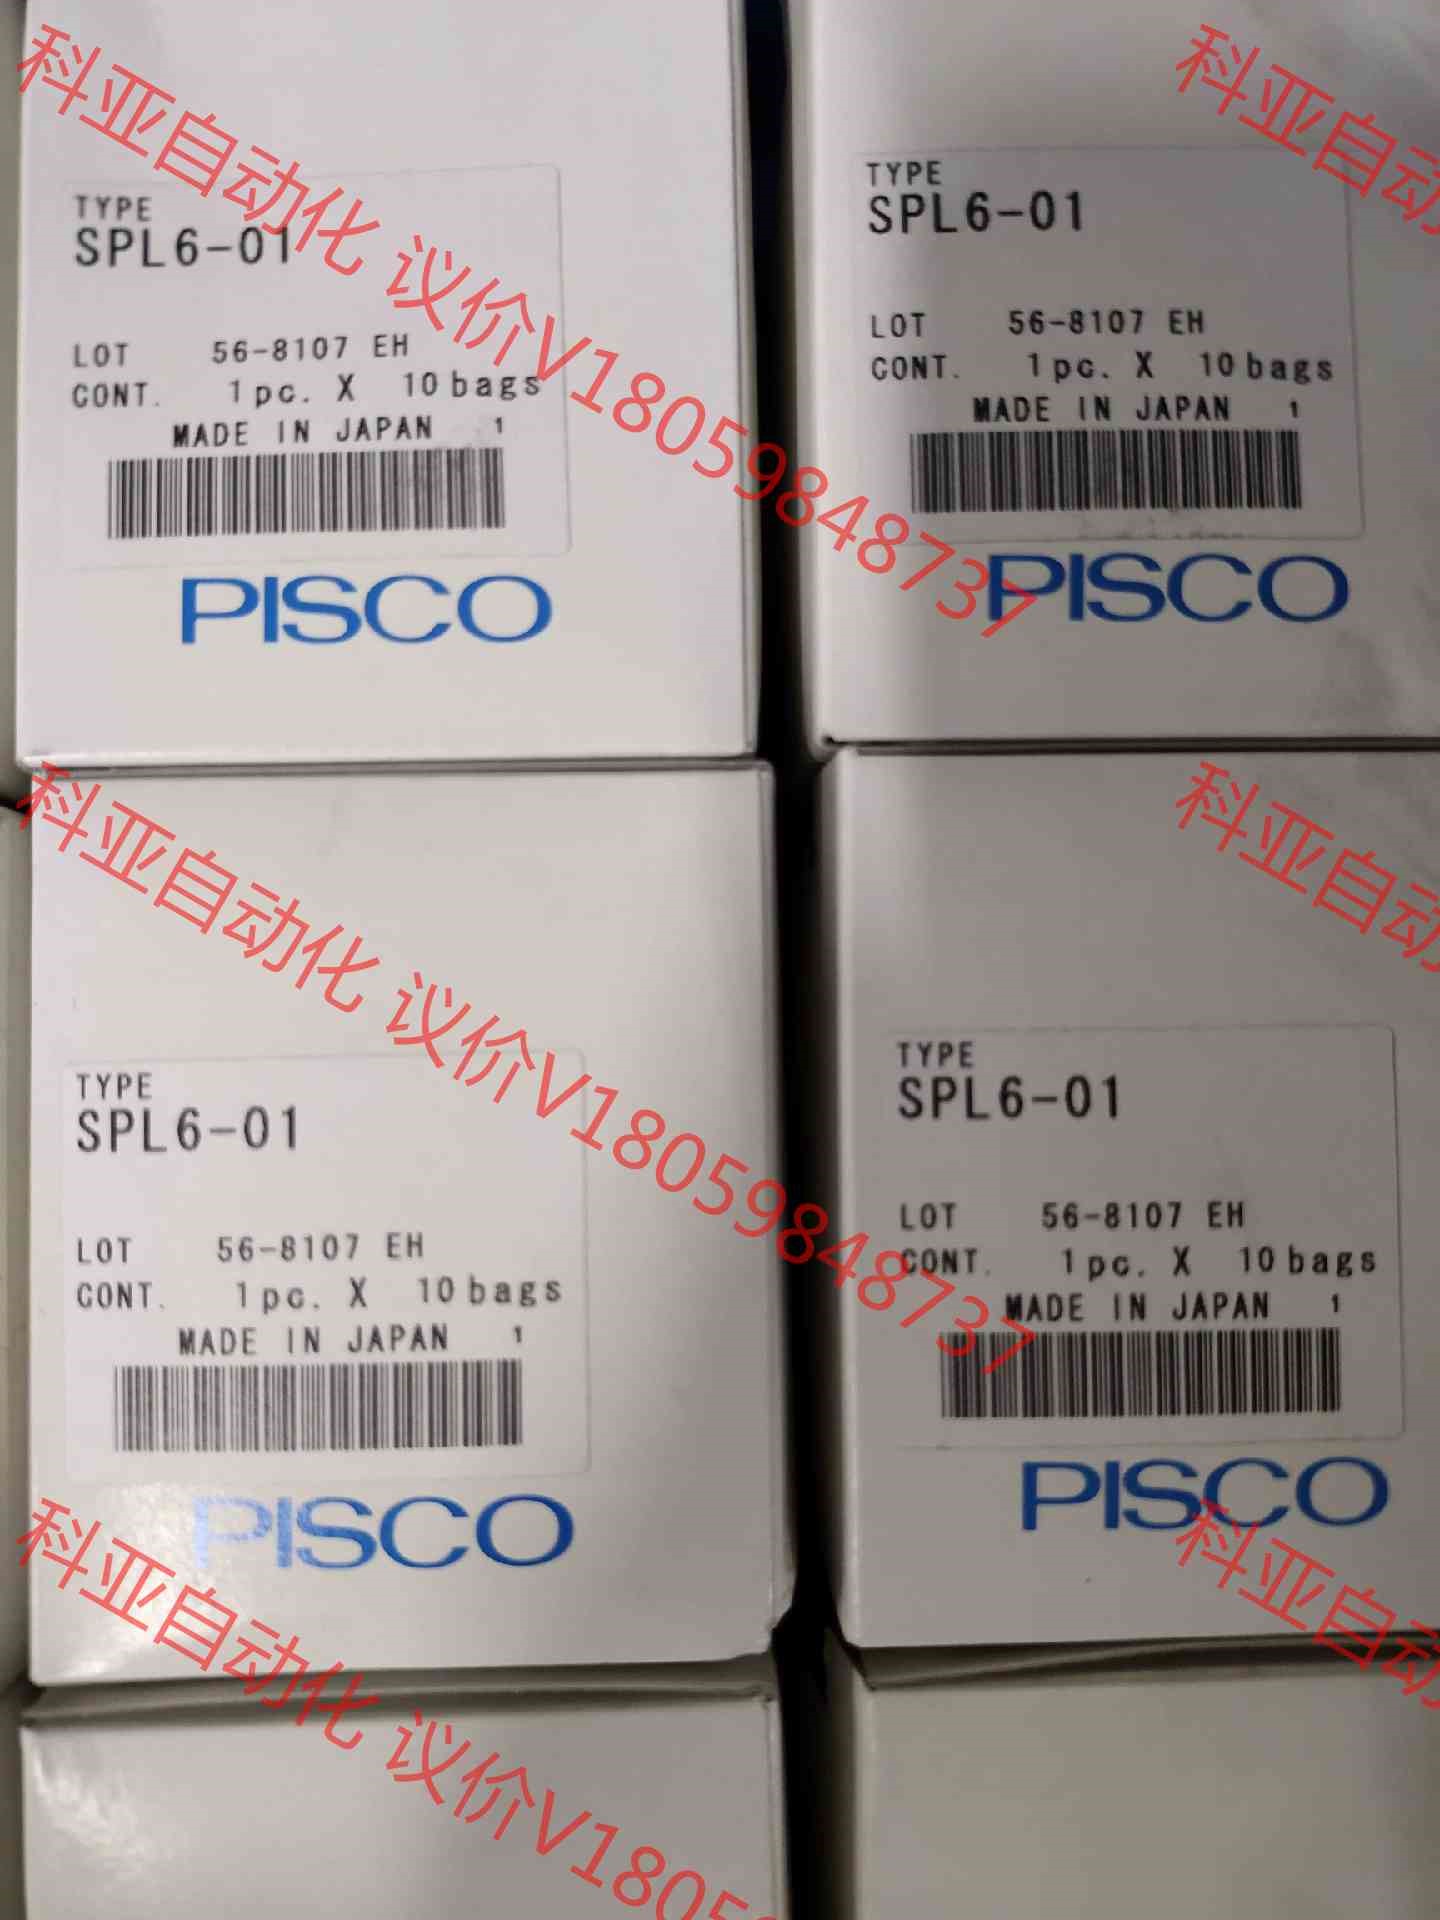 TYPE
SPL6-01
LOT 56-8107 EH
CONT. 1pc. X 10bags
MADE IN JAPAN 1
PISCO
TYPE
SPL6-01
LOT 56-8107 EH
CONT. 1pc. X 10bags
MADE IN JAPAN 1
PISCO
TYPE
SPL6-01
LOT 56-8107 EH
CONT. 1pc. X 10bags
MADE IN JAPAN 1
PISCO
TYPE
SPL6-01
LOT 56-8107 EH
CONT. 1pc. X 10bags
MADE IN JAPAN 1
PISCO
科亚自动化 议价V18059848737
科亚自动
科亚自动化 议价V18059848737
科亚自动
科亚自动化 议价V18059
科亚自动